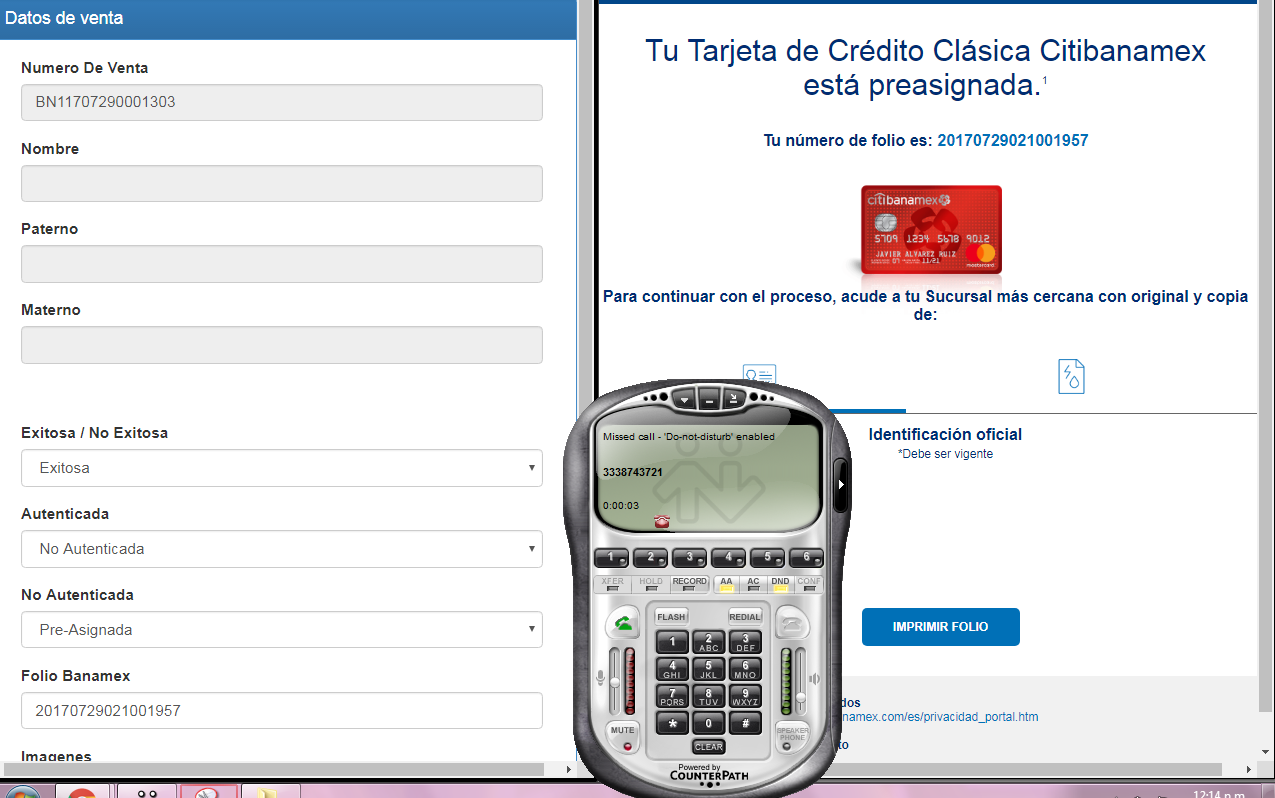 Datos de venta
Numero De Venta
BN11707290001303
Nombre
Paterno
Materno
Exitosa / No Exitosa
Exitosa
Autenticada
No Autenticada
No Autenticada
Pre-Asignada
Folio Banamex
20170729021001957
Imagenes
Tu Tarjeta de Crédito Clásica Citibanamex
está preasignada.1
Tu número de folio es: 20170729021001957
citibanamex
5709 1234 5678 9012
07 11/21
JAVIER ALVAREZ RUIZ
mastercard
Para continuar con el proceso, acude a tu Sucursal más cercana con original y copia
de:
Identificación oficial
*Debe ser vigente
IMPRIMIR FOLIO
dos
namex.com/es/privacidad_portal.htm
to
Missed call - 'Do-not-disturb' enabled
3338743721
0:00:03
1 2 3 4 5 6
XFER HOLD RECORD AA AC DND CONF
FLASH REDIAL
1 2 ABC 3 DEF
4 GHI 5 JKL 6 MNO
7 PQRS 8 TUV 9 WXYZ
* 0 #
MUTE
SPEAKER
PHONE
CLEAR
Powered by
COUNTERPATH
12:14 p.m.